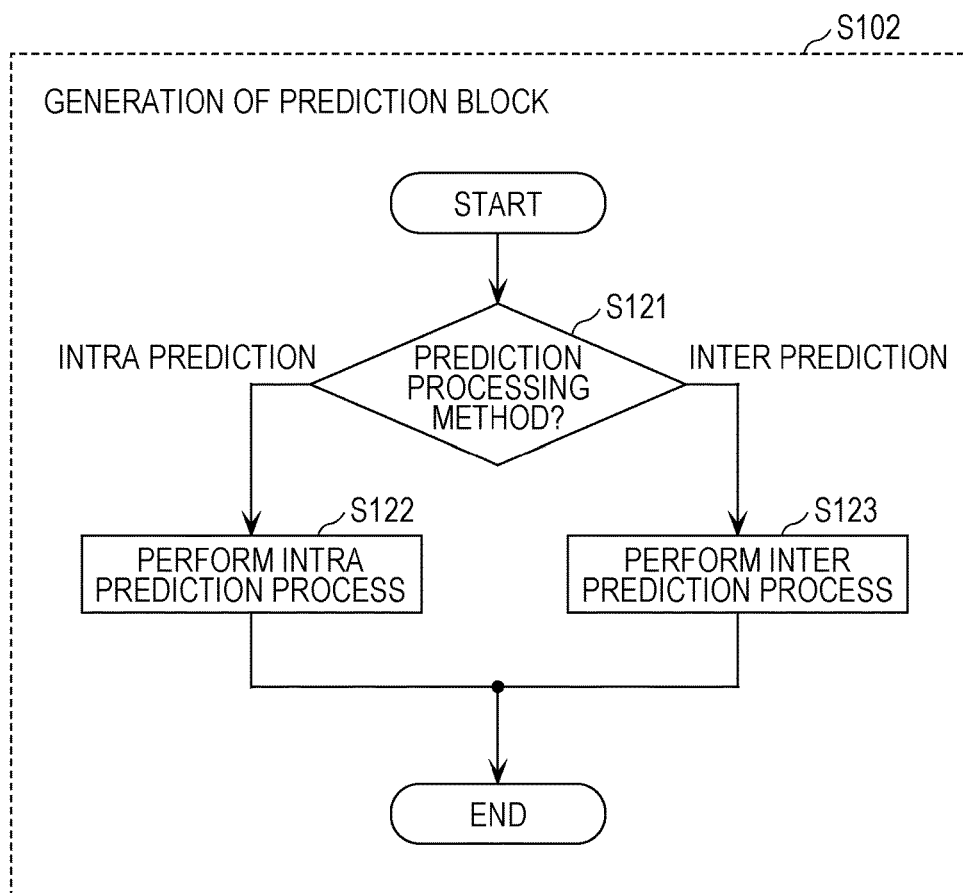 S102
GENERATION OF PREDICTION BLOCK
START
S121
INTRA PREDICTION
PREDICTION
PROCESSING
METHOD?
INTER PREDICTION
S122
PERFORM INTRA
PREDICTION PROCESS
S123
PERFORM INTER
PREDICTION PROCESS
END